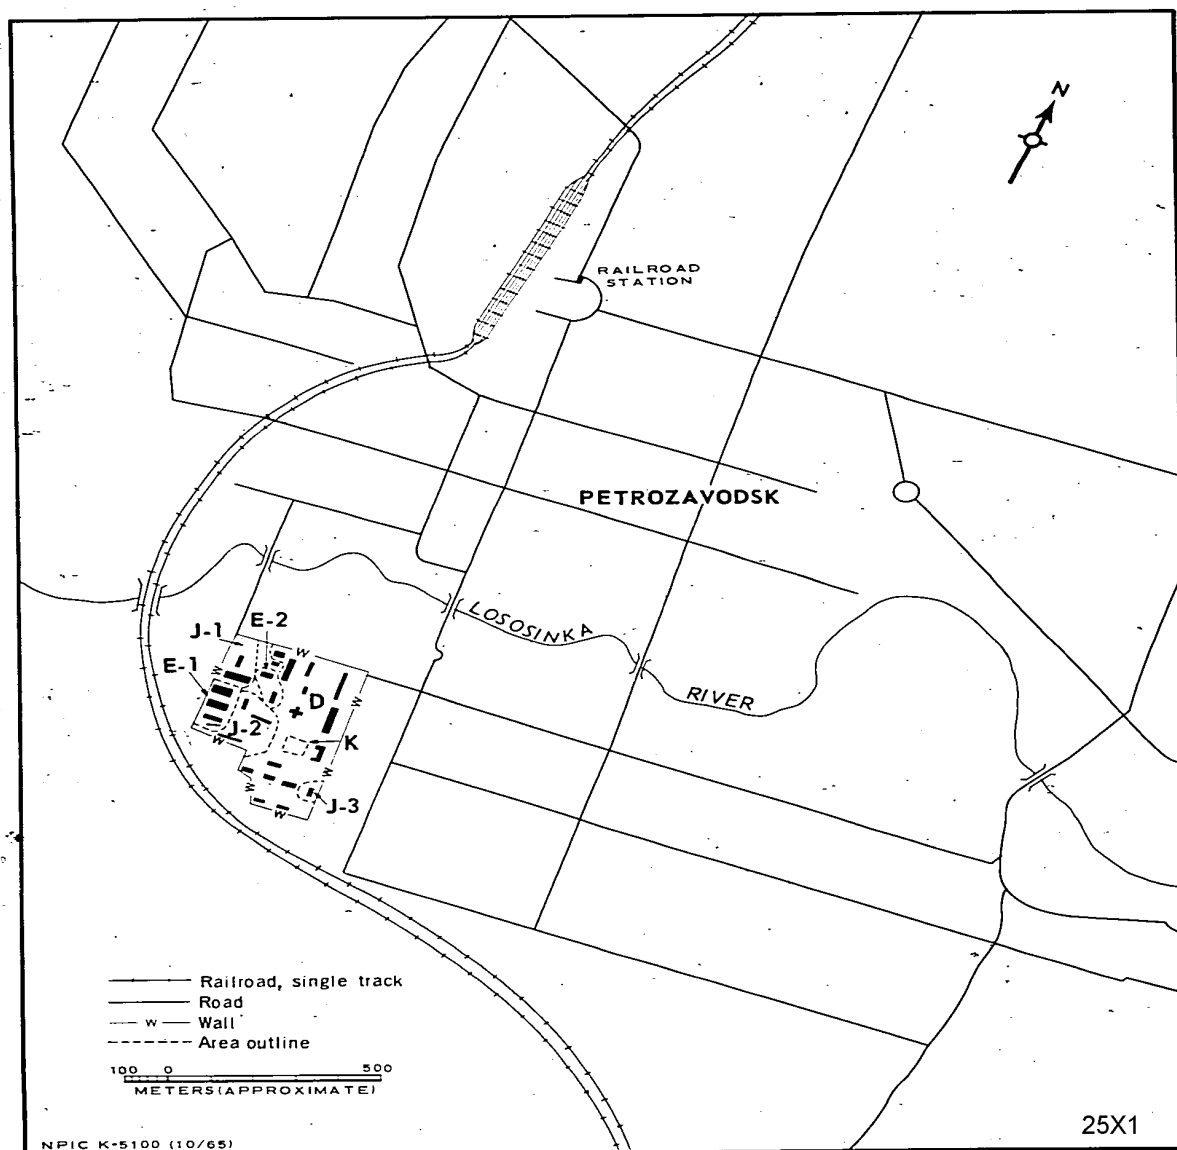 N
RAILROAD
STATION
PETROZAVODSK
LOSOSINKA
RIVER
E-2
J-1
W
E-1
W
D
W
J-2
W
K
W
W
J-3
W
Railroad, single track
Road
W Wall
Area outline
100 0 500
METERS (APPROXIMATE)
NPIC K-5100 (10/65)
25X1